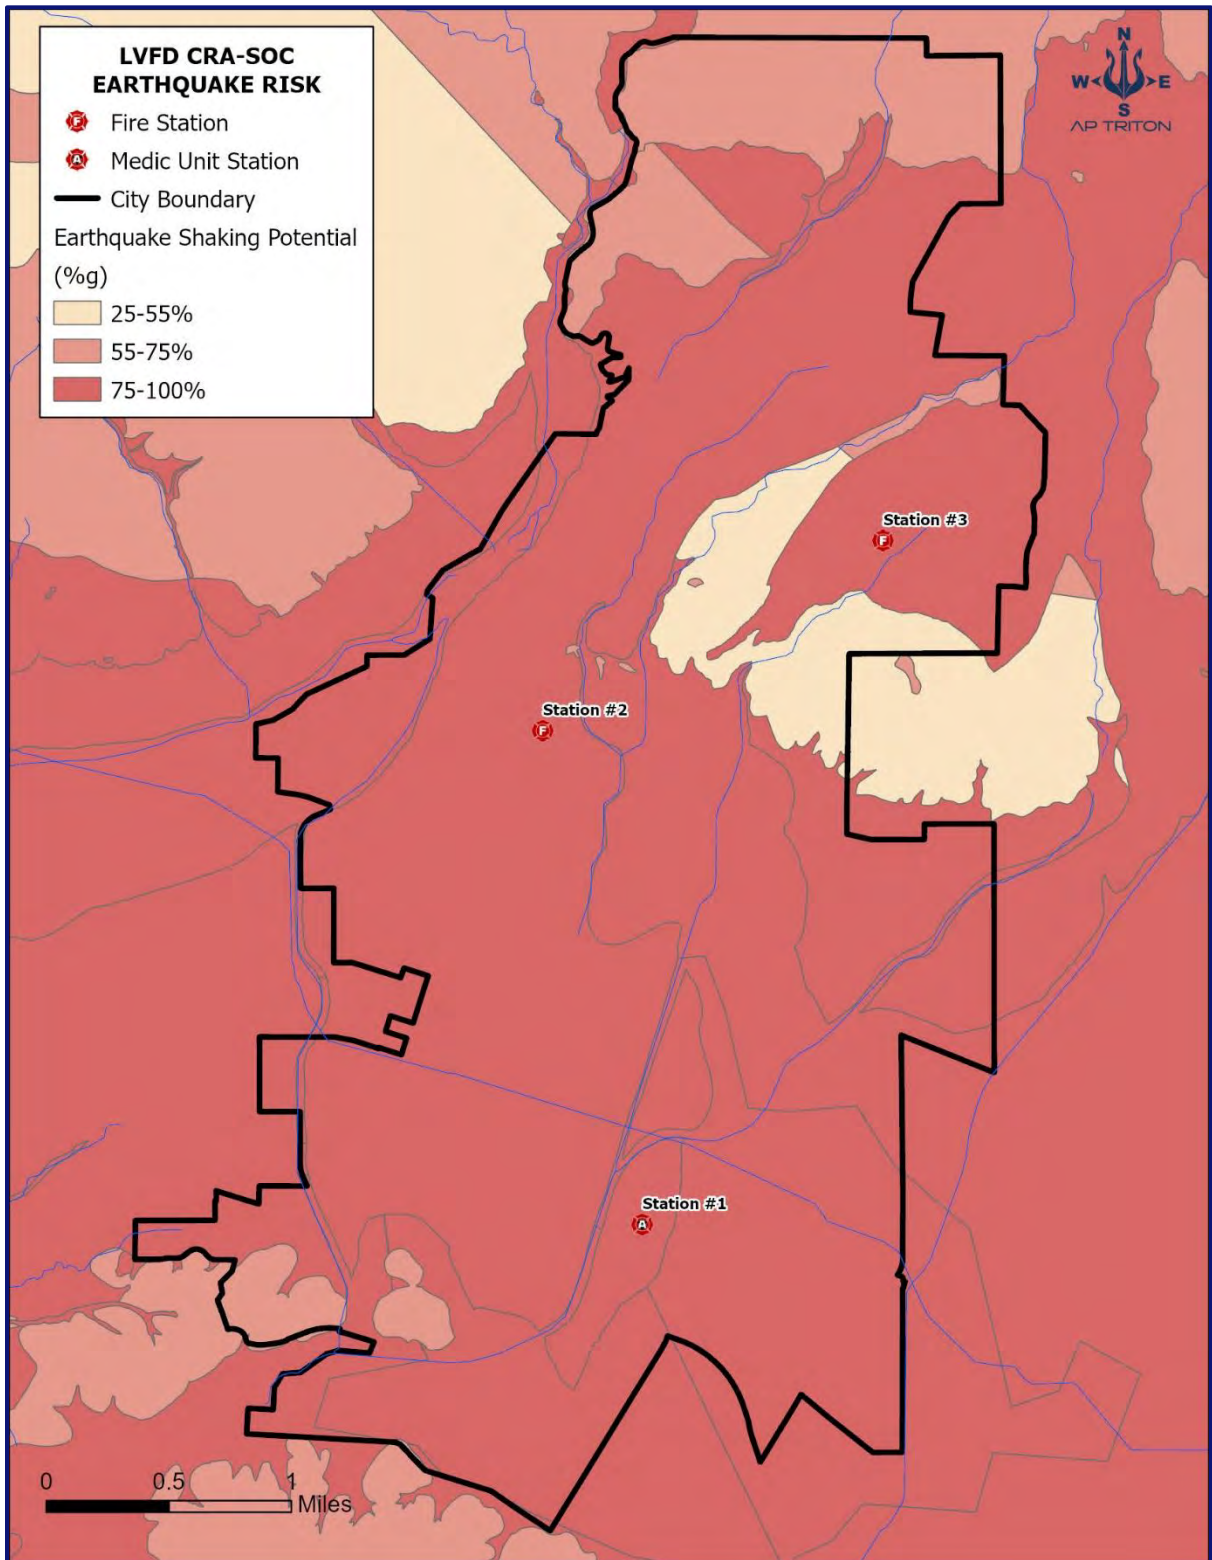 LVFD CRA-SOC
EARTHQUAKE RISK
F Fire Station
A Medic Unit Station
City Boundary
Earthquake Shaking Potential
(%g)
25-55%
55-75%
75-100%
N
W E
S
AP TRITON
Station #3
F
Station #2
F
Station #1
A
0 0.5 1
Miles